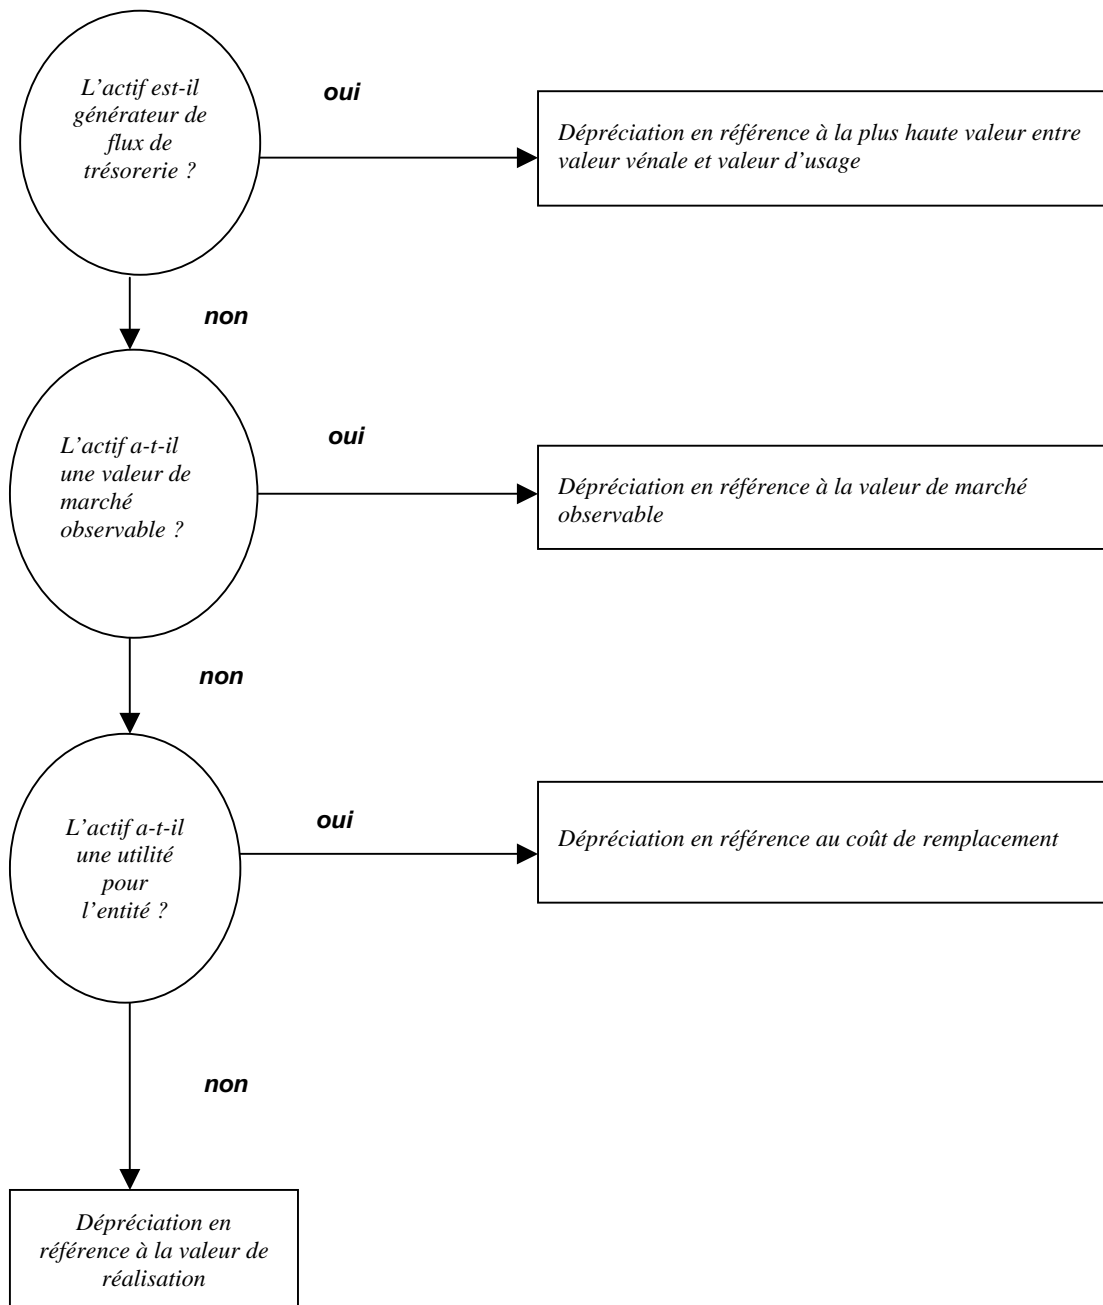 L’actif est-il
générateur de
flux de
trésorerie ?
oui
Dépréciation en référence à la plus haute valeur entre
valeur vénale et valeur d’usage
non
L’actif a-t-il
une valeur de
marché
observable ?
oui
Dépréciation en référence à la valeur de marché
observable
non
L’actif a-t-il
une utilité
pour
l’entité ?
oui
Dépréciation en référence au coût de remplacement
non
Dépréciation en
référence à la valeur de
réalisation